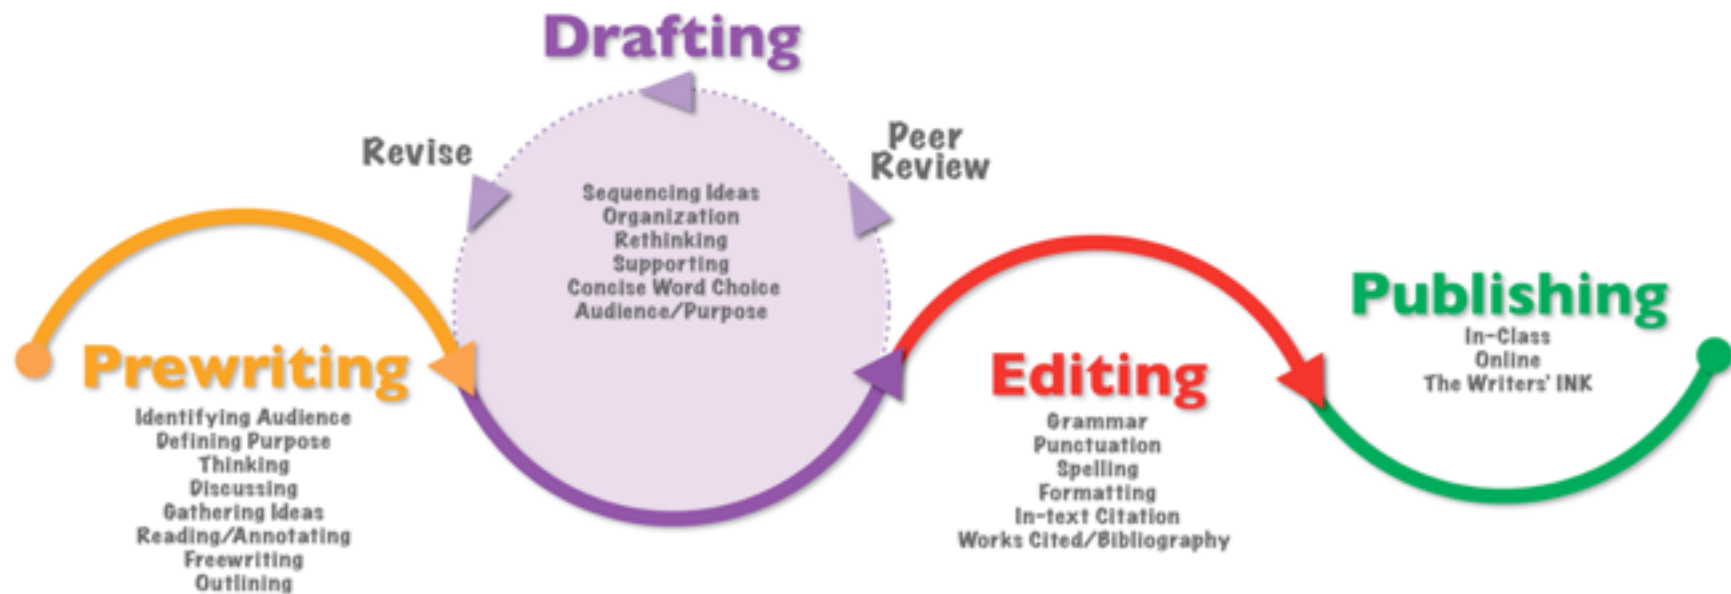 Drafting
Revise
Peer
Review
Sequencing Ideas
Organization
Rethinking
Supporting
Concise Word Choice
Audience/Purpose
Prewriting
Identifying Audience
Defining Purpose
Thinking
Discussing
Gathering Ideas
Reading/Annotating
Freewriting
Outlining
Editing
Grammar
Punctuation
Spelling
Formatting
In-text Citation
Works Cited/Bibliography
Publishing
In-Class
Online
The Writers' INK